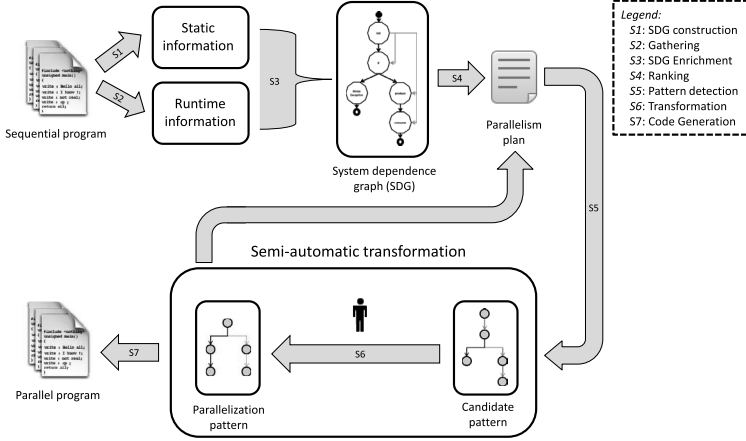 Legend:
S1: SDG construction
S2: Gathering
S3: SDG Enrichment
S4: Ranking
S5: Pattern detection
S6: Transformation
S7: Code Generation
Sequential program
S1
S2
Static
information
Runtime
information
S3
System dependence
graph (SDG)
S4
Parallelism
plan
S5
Semi-automatic transformation
Candidate
pattern
S6
Parallelization
pattern
S7
Parallel program